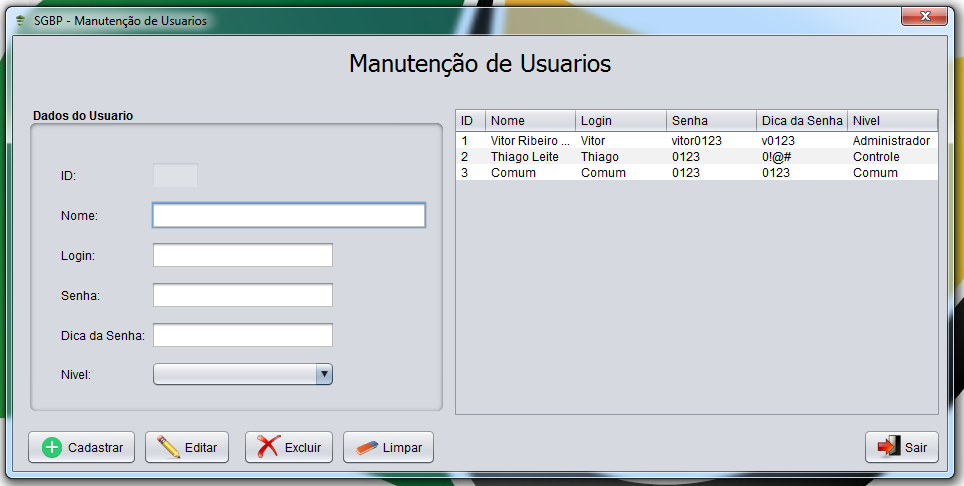 SGBP - Manutenção de Usuarios
Manutenção de Usuarios
Dados do Usuario
ID:
Nome:
Login:
Senha:
Dica da Senha:
Nivel:
ID Nome Login Senha Dica da Senha Nivel
1 Vitor Ribeiro ... Vitor vitor0123 v0123 Administrador
2 Thiago Leite Thiago 0123 0!@# Controle
3 Comum Comum 0123 0123 Comum
Cadastrar Editar Excluir Limpar Sair